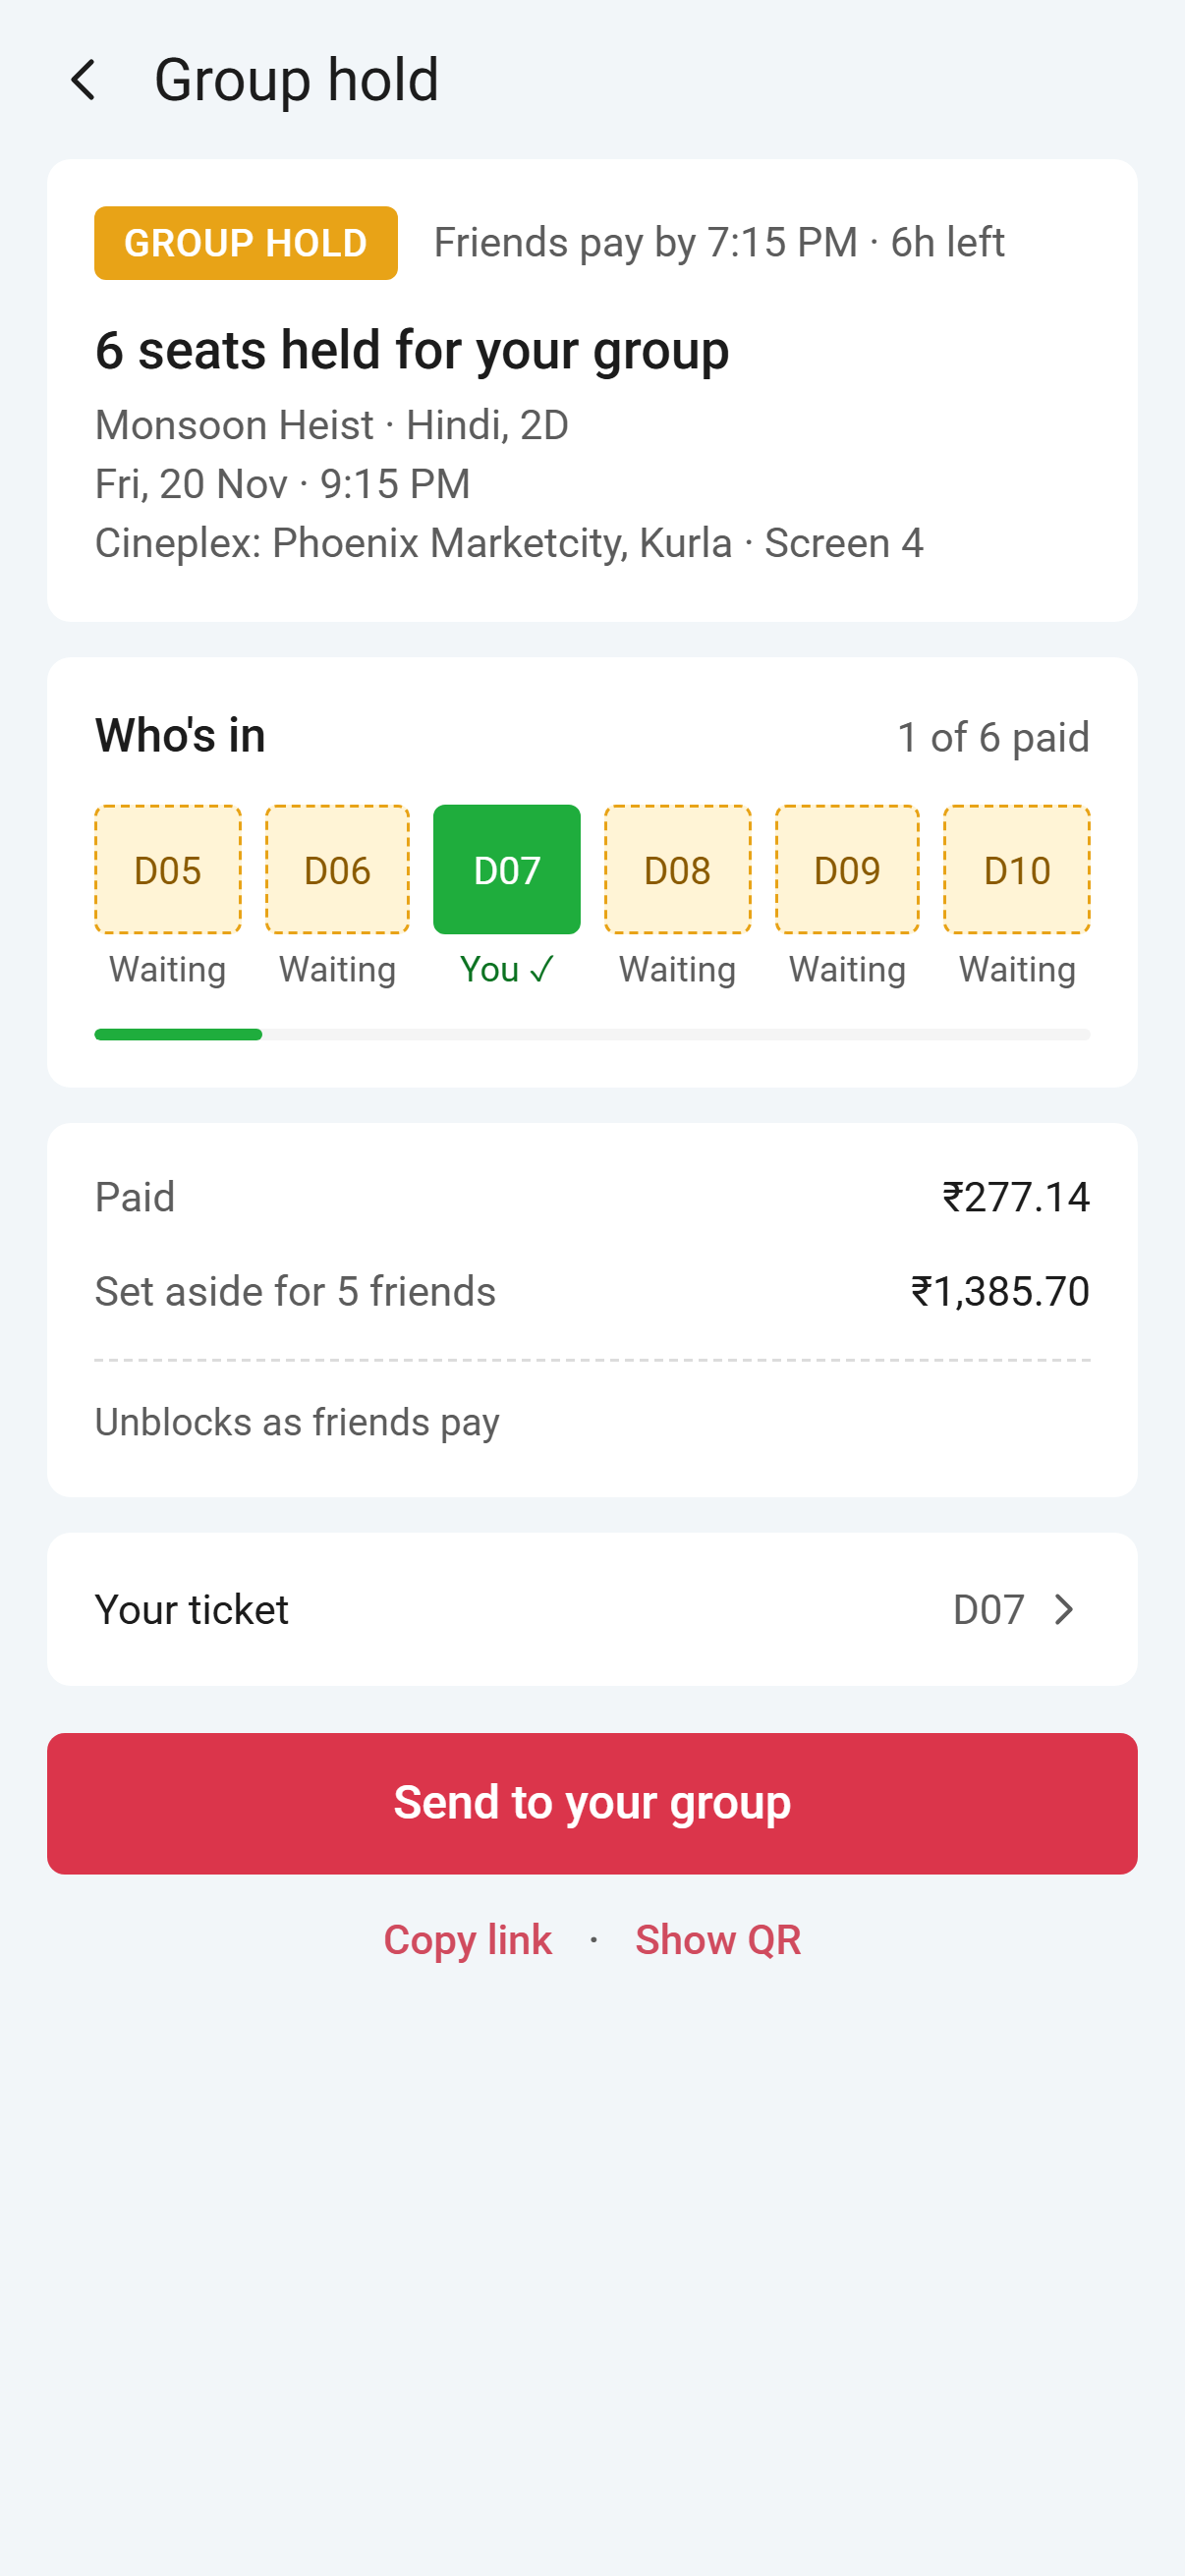 Group hold
GROUP HOLD Friends pay by 7:15 PM · 6h left
6 seats held for your group
Monsoon Heist · Hindi, 2D
Fri, 20 Nov · 9:15 PM
Cineplex: Phoenix Marketcity, Kurla · Screen 4
Who's in 1 of 6 paid
D05 D06 D07 D08 D09 D10
Waiting Waiting You ✓ Waiting Waiting Waiting
Paid ₹277.14
Set aside for 5 friends ₹1,385.70
Unblocks as friends pay
Your ticket D07
Send to your group
Copy link · Show QR